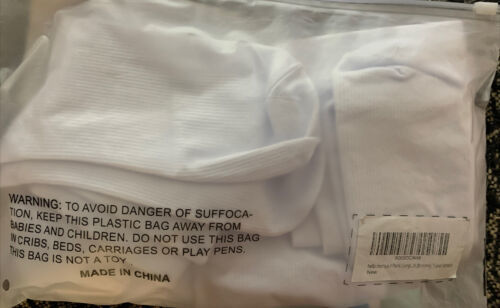 WARNING: TO AVOID DANGER OF SUFFOCA-
TION, KEEP THIS PLASTIC BAG AWAY FROM
BABIES AND CHILDREN. DO NOT USE THIS BAG
IN CRIBS, BEDS, CARRIAGES OR PLAY PENS.
THIS BAG IS NOT A TOY.
MADE IN CHINA
New